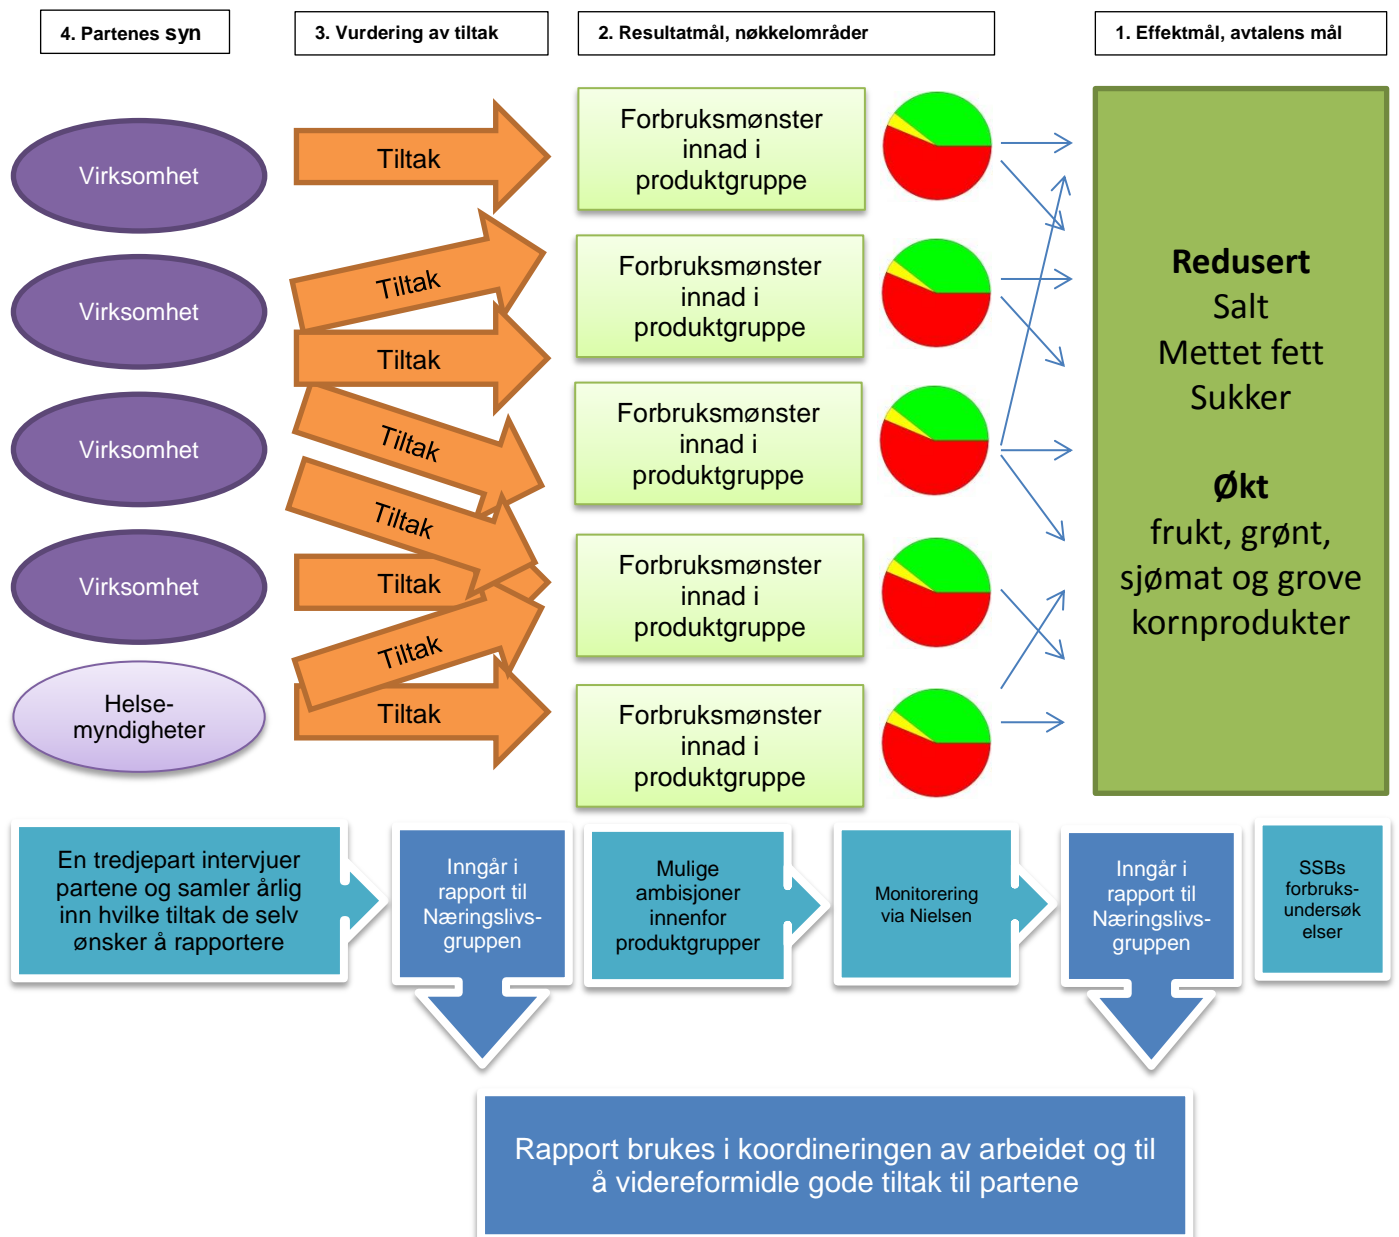 4. Partenes syn
3. Vurdering av tiltak
2. Resultatmål, nøkkelområder
1. Effektmål, avtalens mål
Virksomhet
Virksomhet
Virksomhet
Virksomhet
Helse-
myndigheter
Tiltak
Tiltak
Tiltak
Tiltak
Tiltak
Tiltak
Tiltak
Tiltak
Forbruksmønster
innad i
produktgruppe
Forbruksmønster
innad i
produktgruppe
Forbruksmønster
innad i
produktgruppe
Forbruksmønster
innad i
produktgruppe
Forbruksmønster
innad i
produktgruppe
Redusert
Salt
Mettet fett
Sukker
Økt
frukt, grønt,
sjømat og grove
kornprodukter
En tredjepart intervjuer
partene og samler årlig
inn hvilke tiltak de selv
ønsker å rapportere
Inngår i
rapport til
Næringslivs-
gruppen
Mulige
ambisjoner
innenfor
produktgrupper
Monitorering
via Nielsen
Inngår i
rapport til
Næringslivs-
gruppen
SSBs
forbruks-
undersøk
elser
Rapport brukes i koordineringen av arbeidet og til
å videreformidle gode tiltak til partene